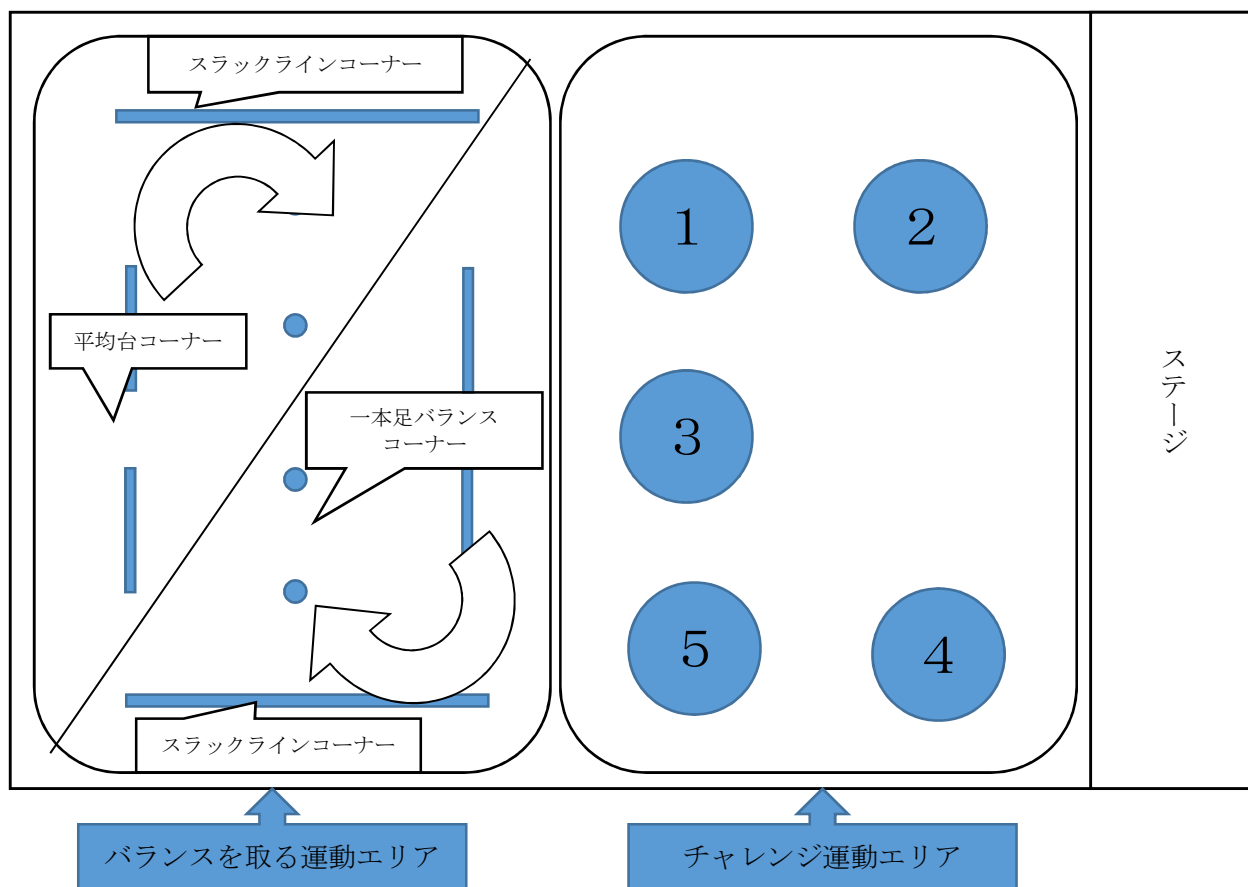 スラックラインコーナー
平均台コーナー
一本足バランス
コーナー
スラックラインコーナー
1
2
3
5
4
ステージ
バランスを取る運動エリア
チャレンジ運動エリア